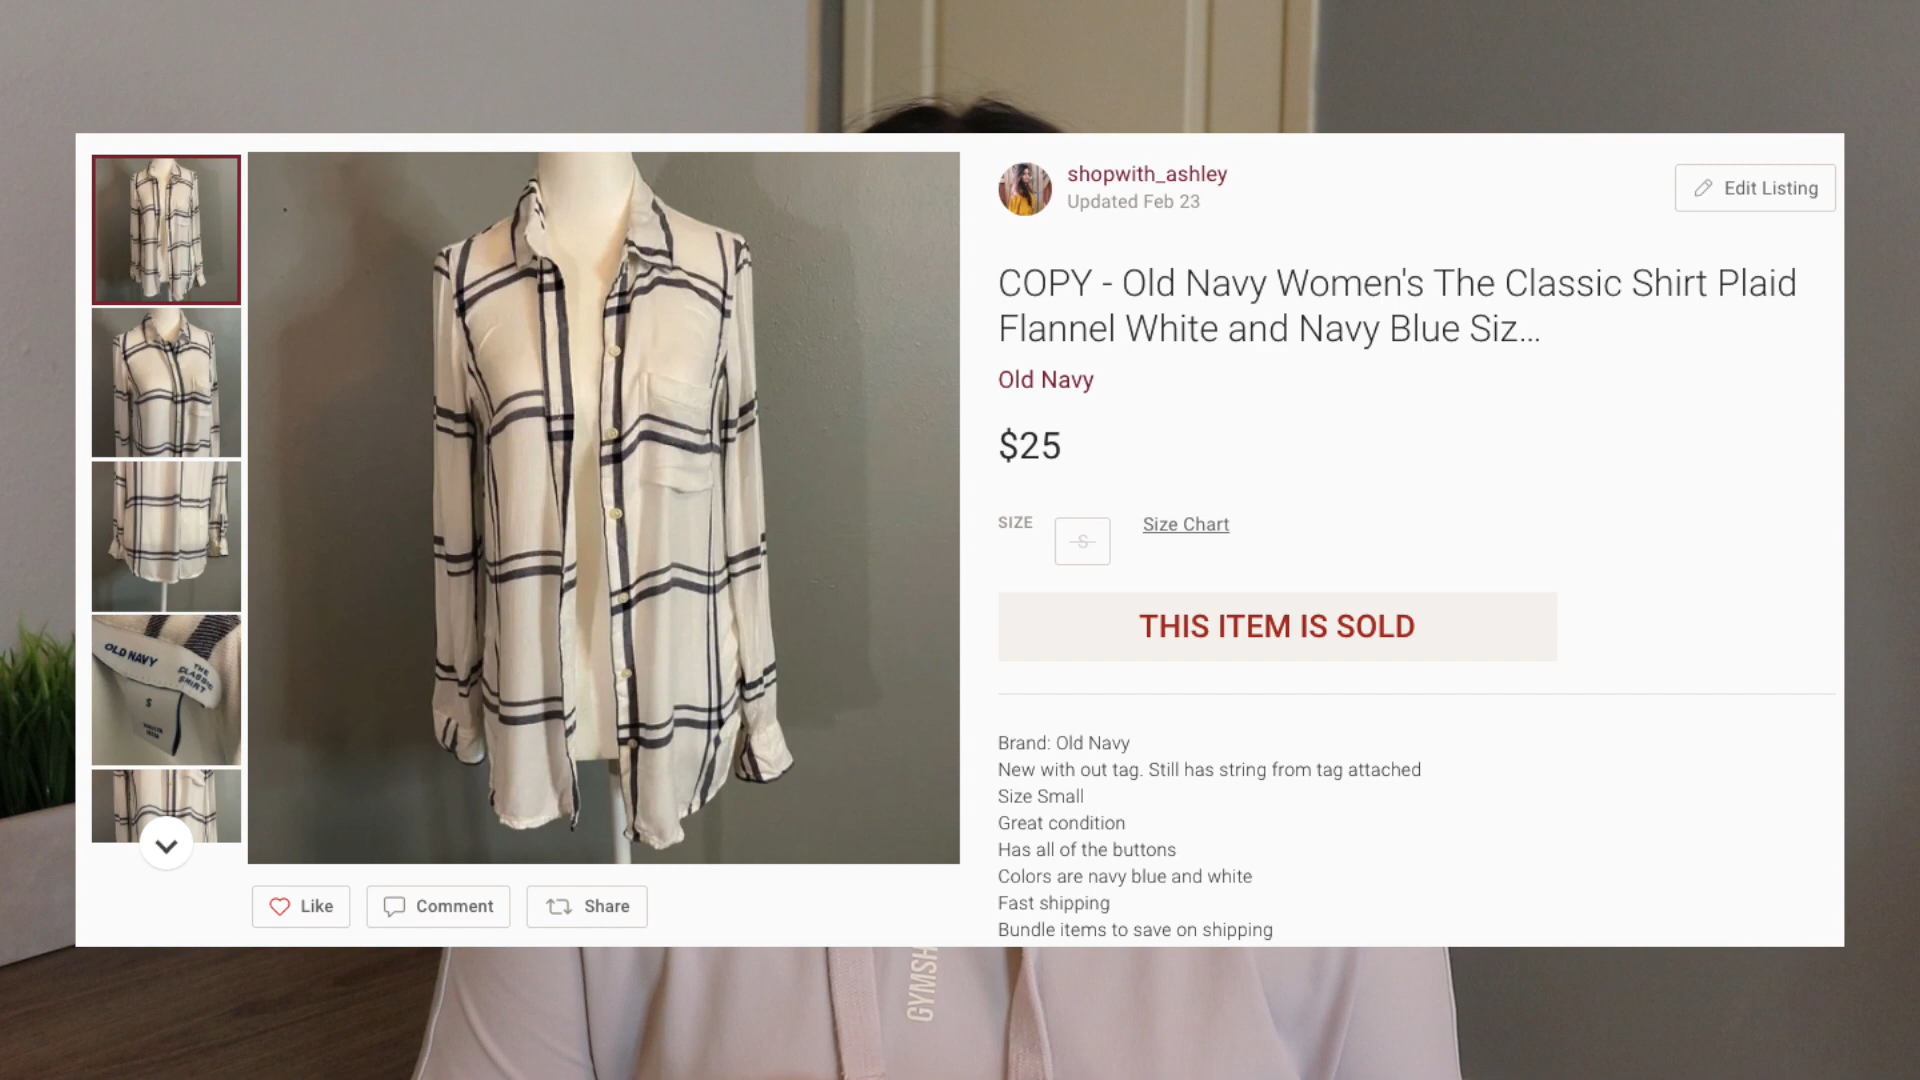 shopwith_ashley
Updated Feb 23
Edit Listing
COPY - Old Navy Women's The Classic Shirt Plaid
Flannel White and Navy Blue Siz...
Old Navy
$25
SIZE
S
Size Chart
THIS ITEM IS SOLD
Brand: Old Navy
New with out tag. Still has string from tag attached
Size Small
Great condition
Has all of the buttons
Colors are navy blue and white
Fast shipping
Bundle items to save on shipping
OLD NAVY
THE
CLASSIC
SHIRT
S
Like
Comment
Share
GYMSH